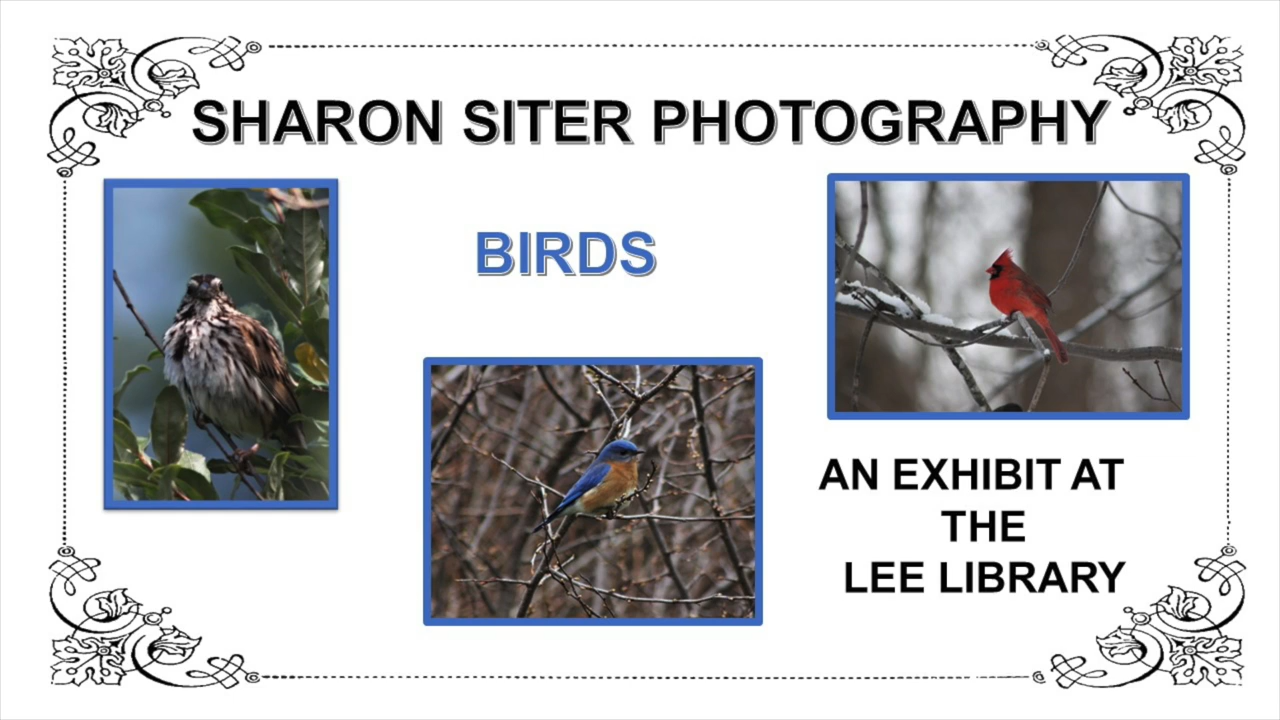 SHARON SITER PHOTOGRAPHY
BIRDS
AN EXHIBIT AT
THE
LEE LIBRARY